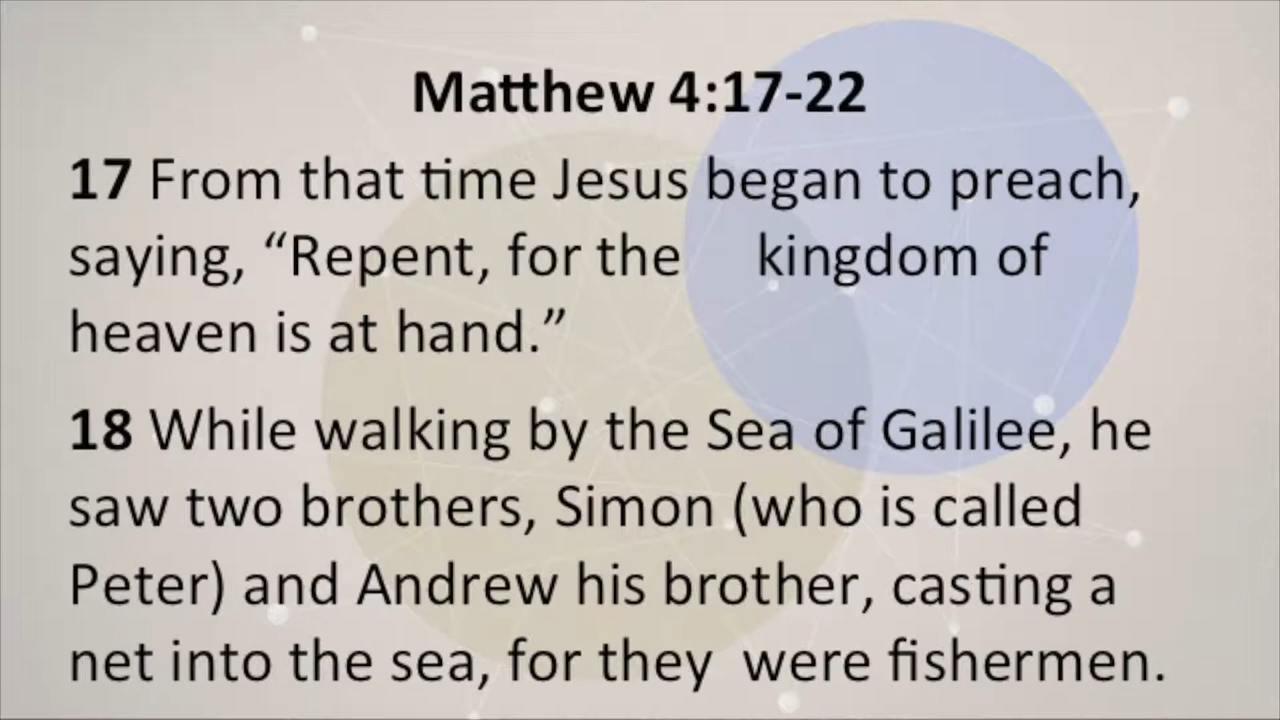 Matthew 4:17-22
17 From that time Jesus began to preach,
saying, “Repent, for the kingdom of
heaven is at hand.”
18 While walking by the Sea of Galilee, he
saw two brothers, Simon (who is called
Peter) and Andrew his brother, casting a
net into the sea, for they were fishermen.